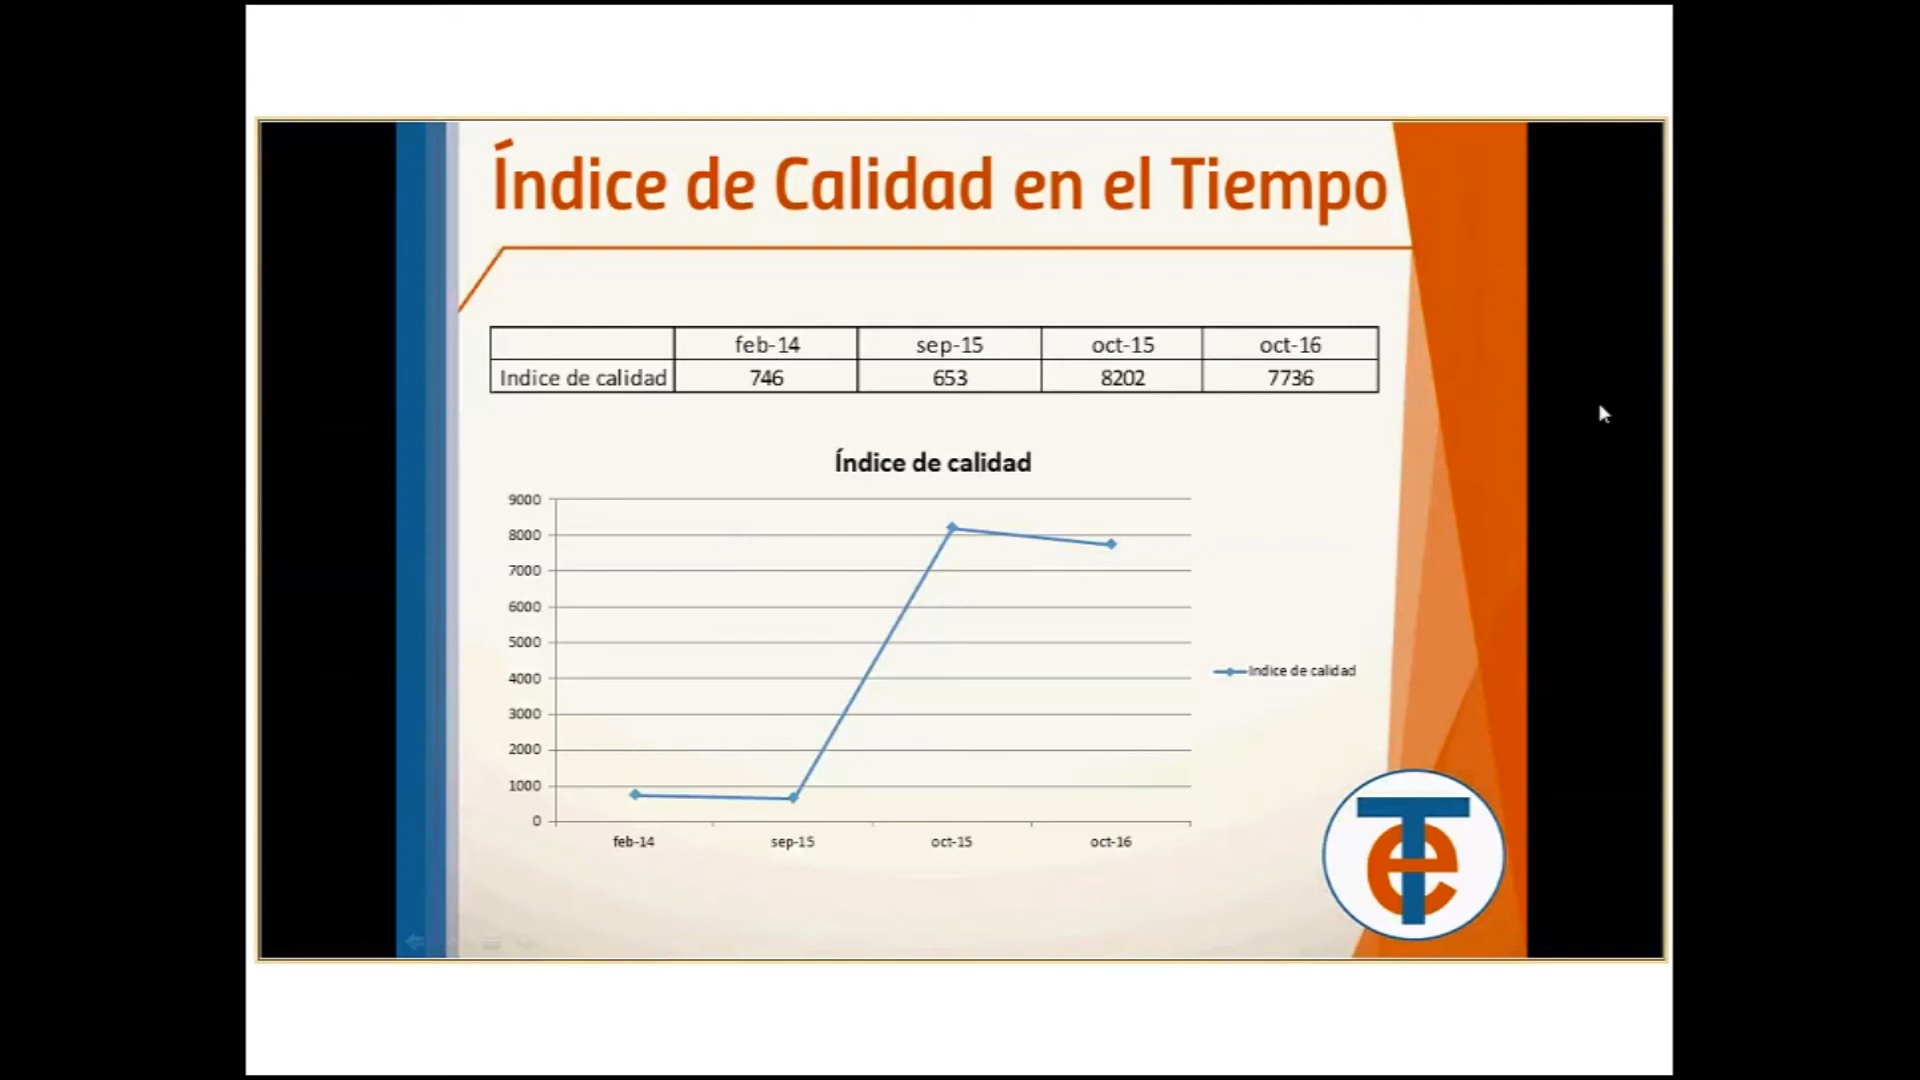 Índice de Calidad en el Tiempo
feb-14 sep-15 oct-15 oct-16
Indice de calidad 746 653 8202 7736
Índice de calidad
9000
8000
7000
6000
5000
4000
3000
2000
1000
0
feb-14 sep-15 oct-15 oct-16
Indice de calidad
Te